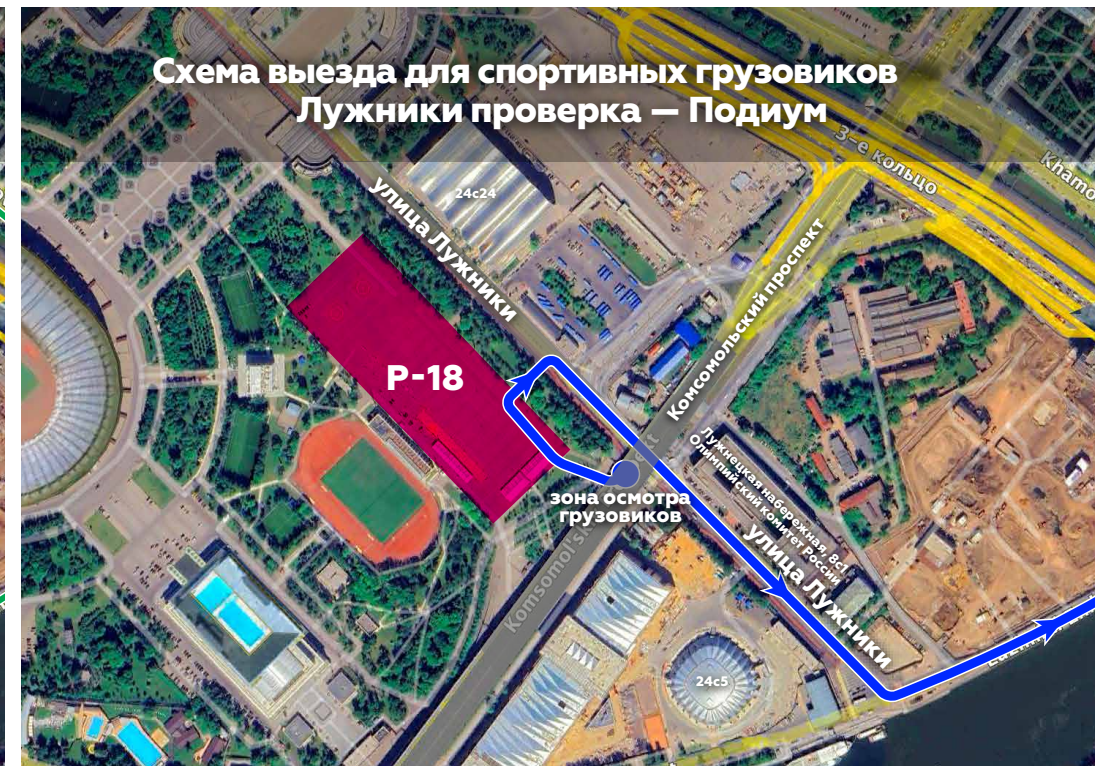 Схема выезда для спортивных грузовиков
Лужники проверка — Подиум
3-е кольцо
Khamo
24с24
улица Лужники
Комсомольский проспект
P-18
Лужнецкая набережная, 8с1
Олимпийский комитет России
зона осмотра
грузовиков
улица Лужники
24с5